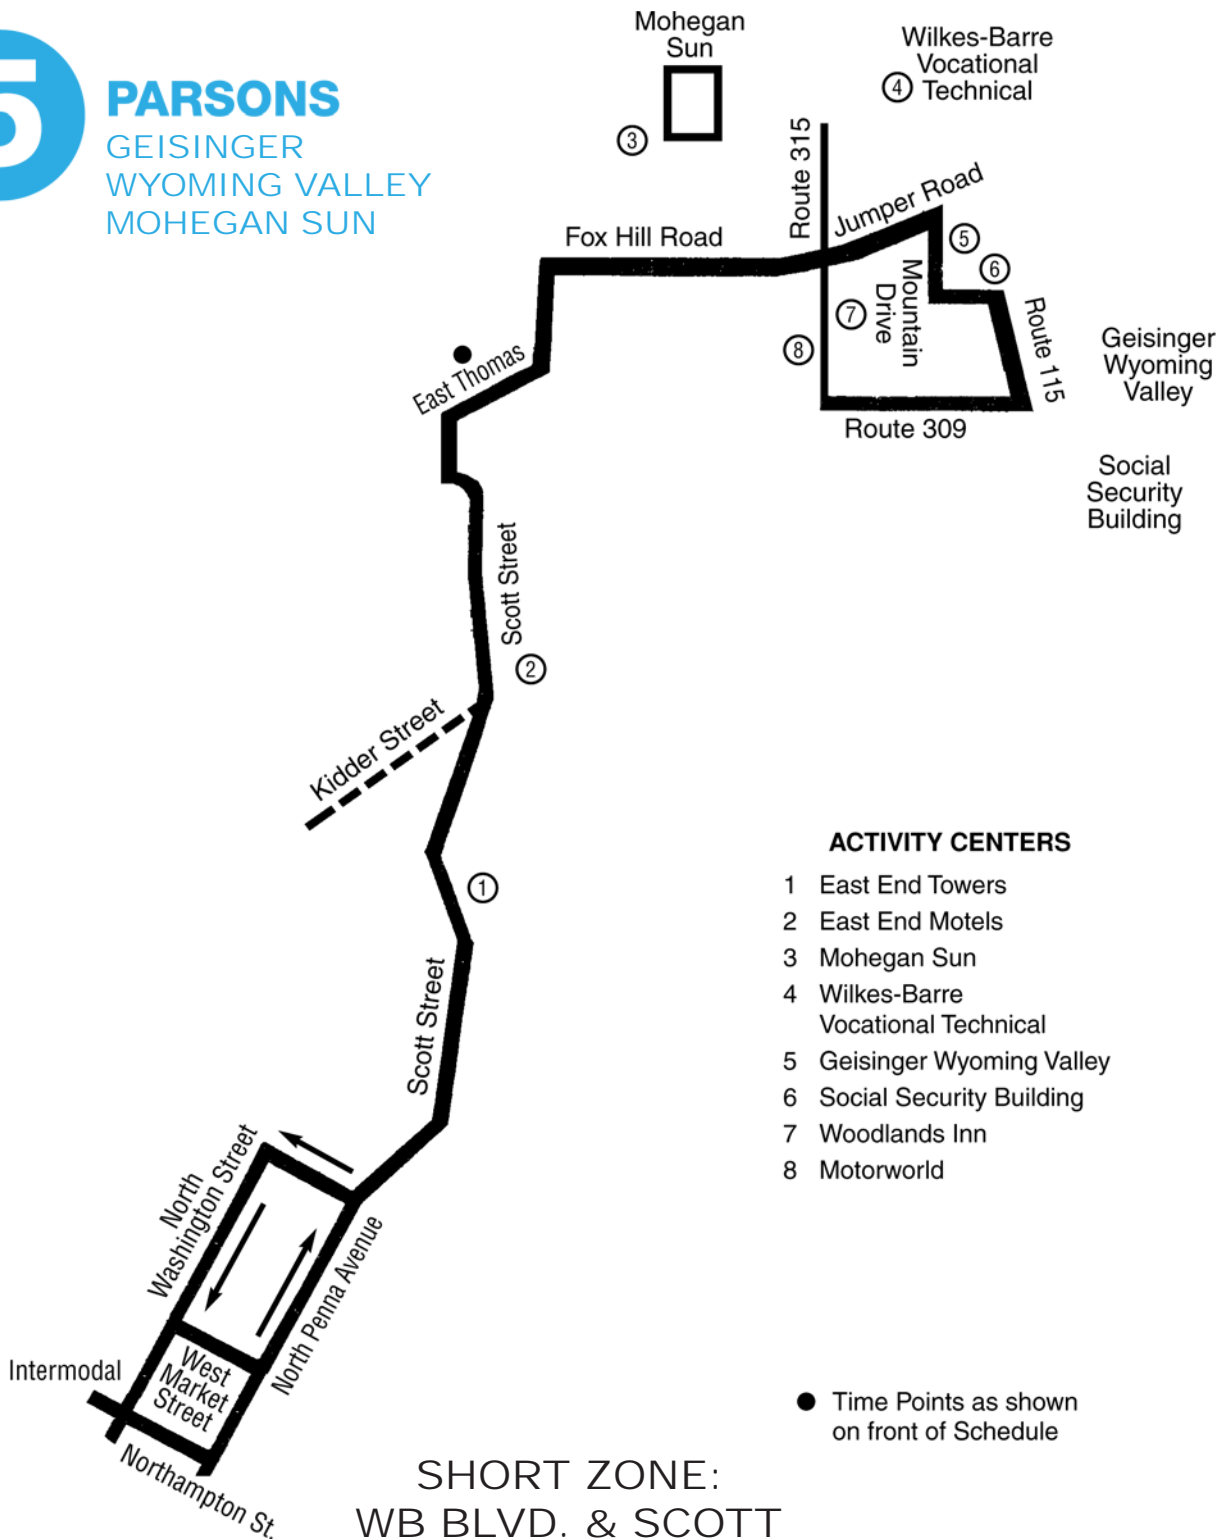 5
PARSONS
GEISINGER
WYOMING VALLEY
MOHEGAN SUN
Mohegan
Sun
3
Wilkes-Barre
Vocational
4 Technical
Route 315
Jumper Road
Fox Hill Road
5
6
Mountain
Drive
7
8
Route 115
Route 309
Geisinger
Wyoming
Valley
Social
Security
Building
East Thomas
Scott Street
2
Kidder Street
1
Scott Street
North
Washington Street
North Penna Avenue
West
Market
Street
Intermodal
Northampton St.
ACTIVITY CENTERS
1 East End Towers
2 East End Motels
3 Mohegan Sun
4 Wilkes-Barre
Vocational Technical
5 Geisinger Wyoming Valley
6 Social Security Building
7 Woodlands Inn
8 Motorworld
Time Points as shown
on front of Schedule
SHORT ZONE:
WB BLVD. & SCOTT